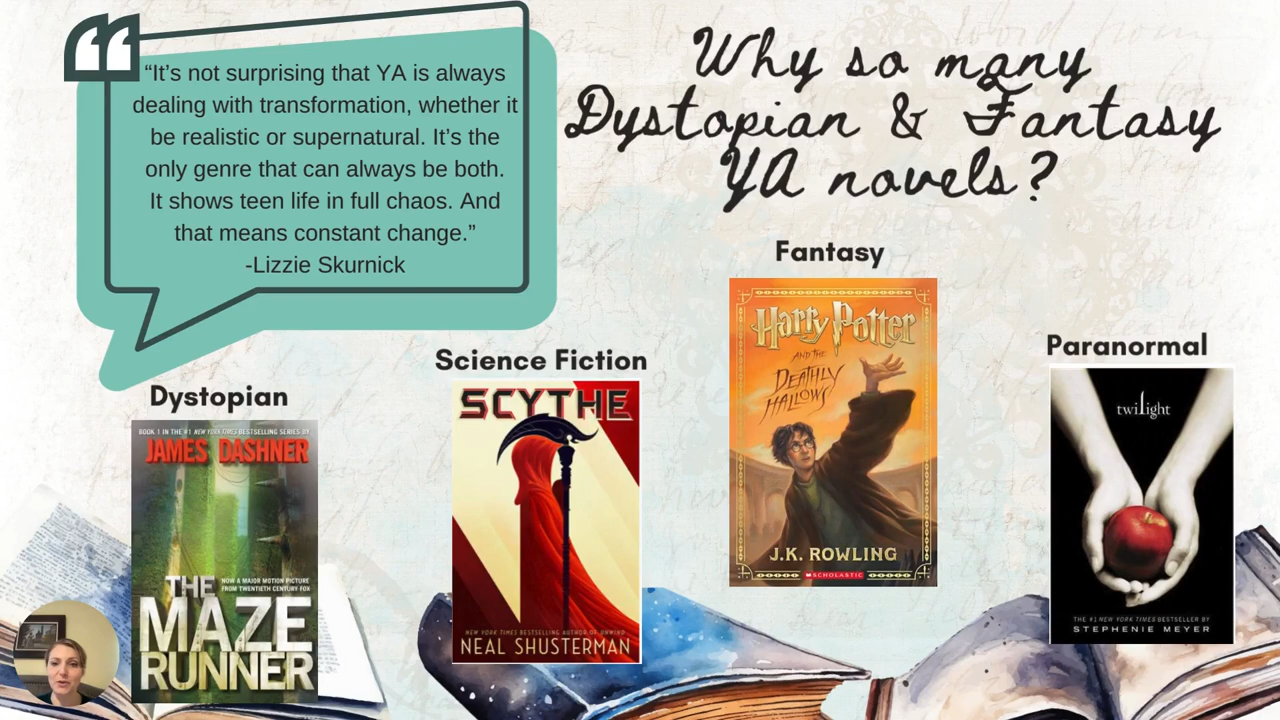 “It’s not surprising that YA is always
dealing with transformation, whether it
be realistic or supernatural. It’s the
only genre that can always be both.
It shows teen life in full chaos. And
that means constant change.”
-Lizzie Skurnick
Why so many
Dystopian & Fantasy
YA novels?
Dystopian
BOOK 1 IN THE #1 NEW YORK TIMES BESTSELLING SERIES BY
JAMES DASHNER
THE
NOW A MAJOR MOTION PICTURE
FROM TWENTIETH CENTURY FOX
MAZE
RUNNER
Science Fiction
SCYTHE
NEW YORK TIMES BESTSELLING AUTHOR OF UNWIND
NEAL SHUSTERMAN
Fantasy
Harry Potter
AND THE
DEATHLY
HALLOWS
J.K. ROWLING
SCHOLASTIC
Paranormal
twilight
THE #1 NEW YORK TIMES BESTSELLER BY
STEPHENIE MEYER